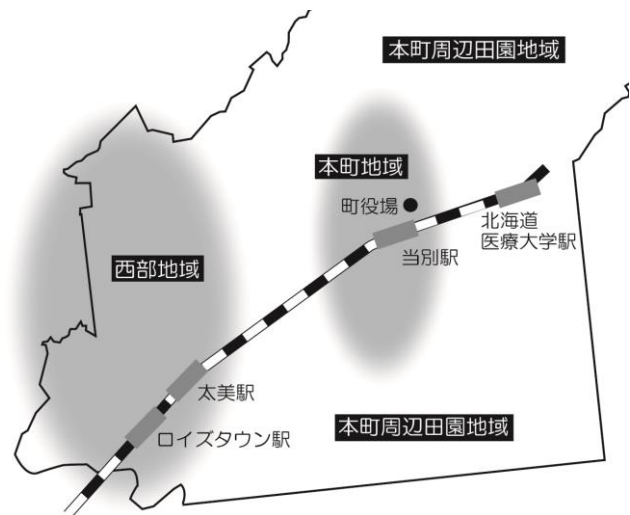 本町周辺田園地域
本町地域
町役場
北海道
医療大学駅
当別駅
西部地域
太美駅
ロイズタウン駅
本町周辺田園地域